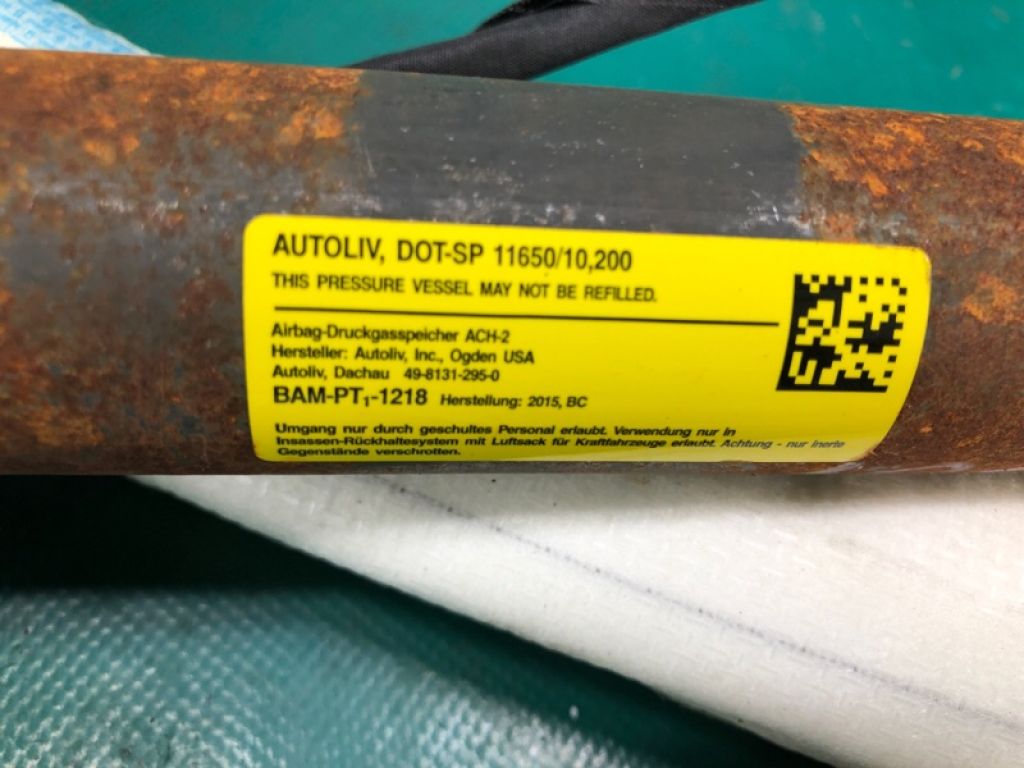 AUTOLIV, DOT-SP 11650/10,200
THIS PRESSURE VESSEL MAY NOT BE REFILLED.
Airbag-Druckgasspeicher ACH-2
Hersteller: Autoliv, Inc., Ogden USA
Autoliv, Dachau 49-8131-295-0
BAM-PT₁-1218 Herstellung: 2015, BC
Umgang nur durch geschultes Personal erlaubt. Verwendung nur in
Insassen-Rückhaltesystem mit Luftsack für Kraftfahrzeuge erlaubt. Achtung - nur inerte
Gegenstände verschrotten.